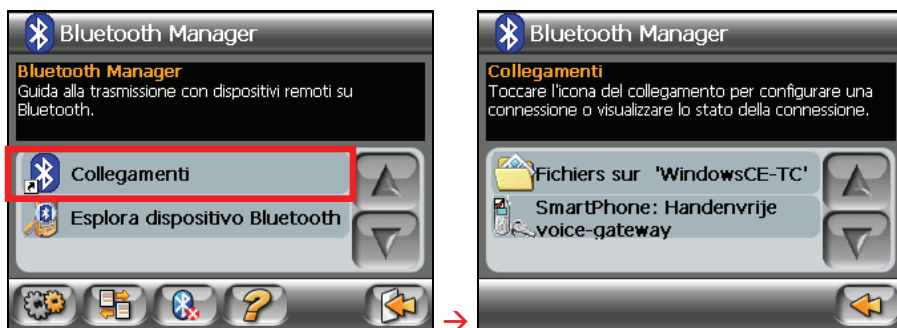 Bluetooth Manager
Bluetooth Manager
Guida alla trasmissione con dispositivi remoti su
Bluetooth.
Collegamenti
Esplora dispositivo Bluetooth
→
Bluetooth Manager
Collegamenti
Toccare l'icona del collegamento per configurare una
connessione o visualizzare lo stato della connessione.
Fichiers sur 'WindowsCE-TC'
SmartPhone: Handenvrije
voice-gateway